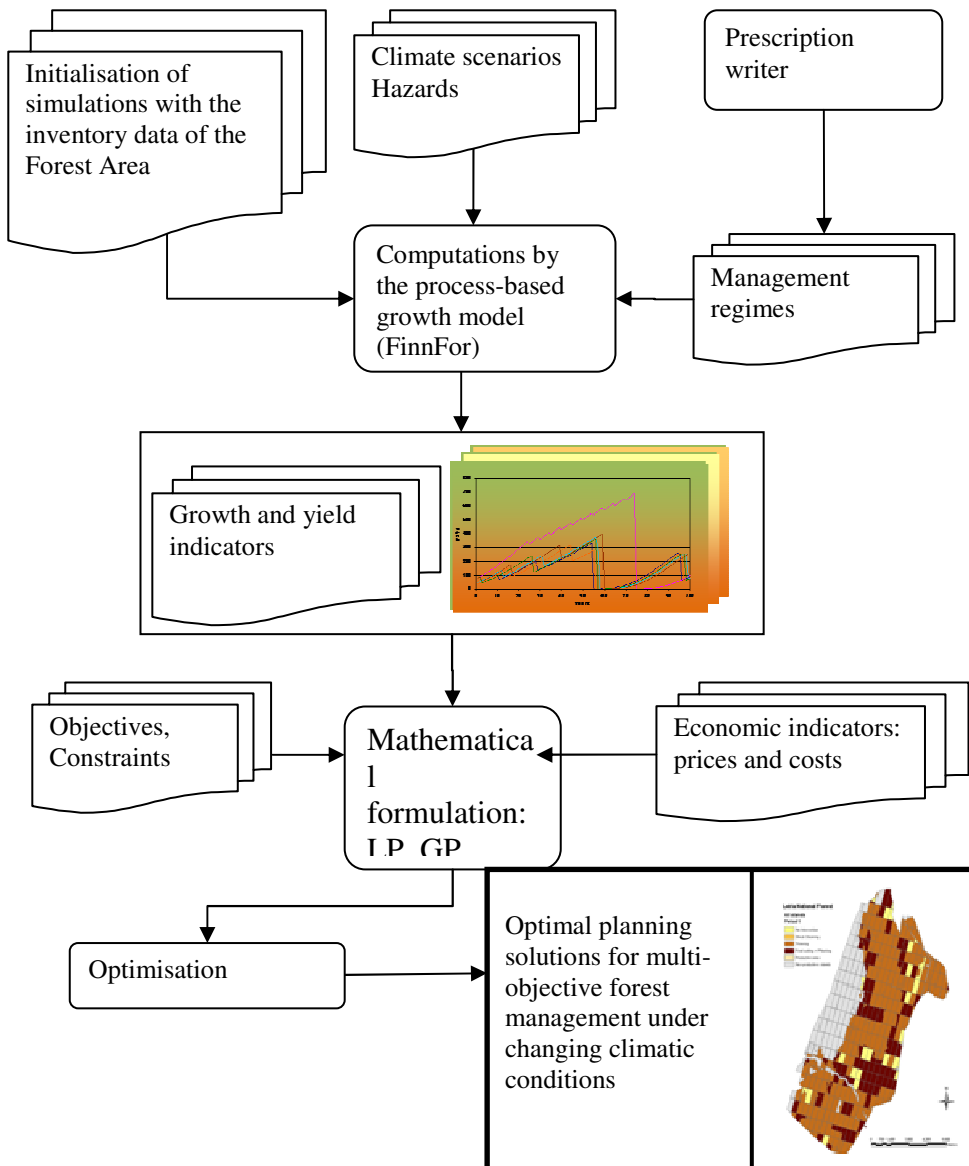 Initialisation of
simulations with the
inventory data of the
Forest Area
Climate scenarios
Hazards
Prescription
writer
Computations by
the process-based
growth model
(FinnFor)
Management
regimes
Growth and yield
indicators
Objectives,
Constraints
Mathematica
l
formulation:
LP, GP
Economic indicators:
prices and costs
Optimisation
Optimal planning
solutions for multi-
objective forest
management under
changing climatic
conditions